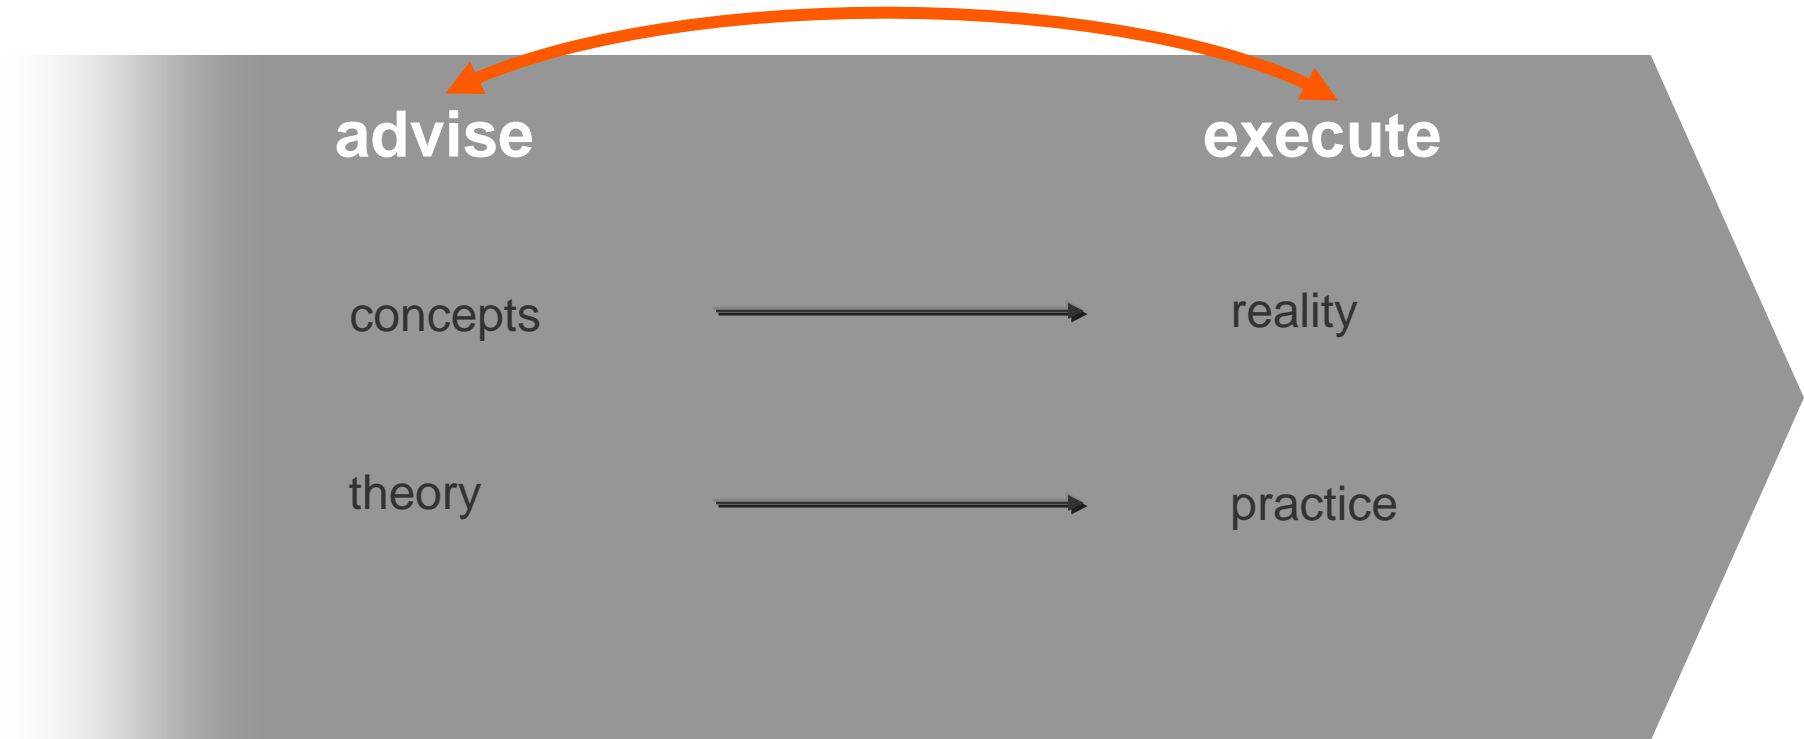 advise
execute
concepts
reality
theory
practice